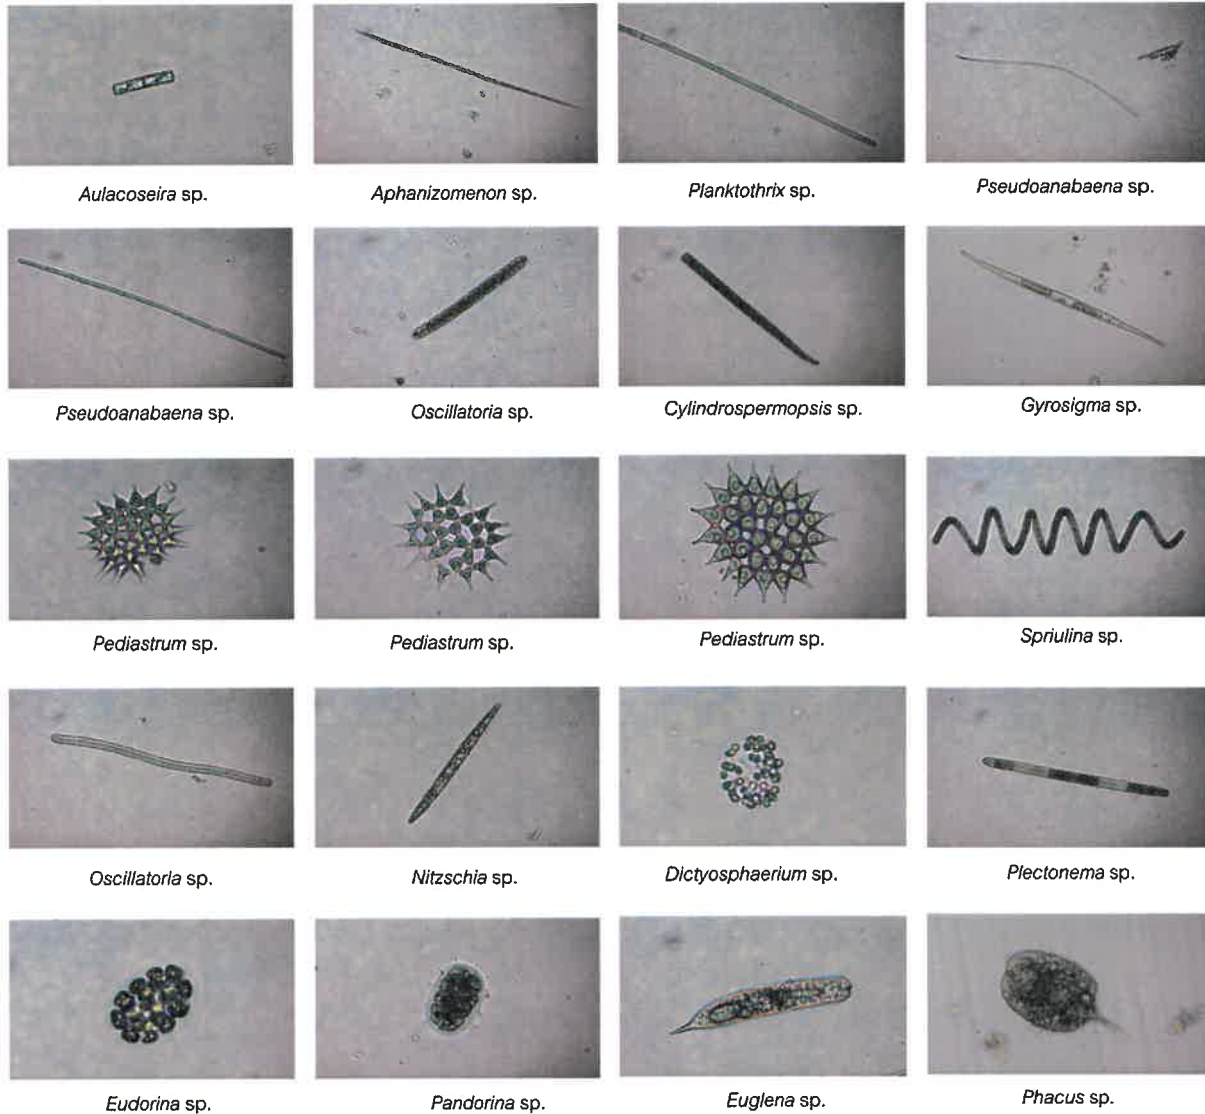 Aulacoseira sp.
Aphanizomenon sp.
Planktothrix sp.
Pseudoanabaena sp.
Pseudoanabaena sp.
Oscillatoria sp.
Cylindrospermopsis sp.
Gyrosigma sp.
Pediastrum sp.
Pediastrum sp.
Pediastrum sp.
Spriulina sp.
Oscillatorla sp.
Nitzschia sp.
Dictyosphaerium sp.
Plectonema sp.
Eudorina sp.
Pandorina sp.
Euglena sp.
Phacus sp.